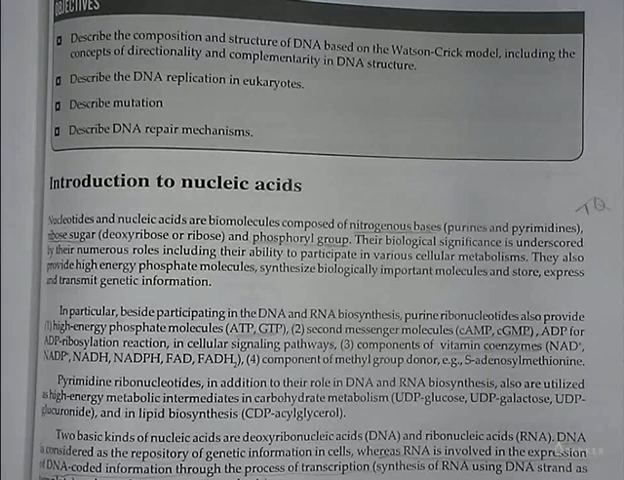 OBJECTIVES
Describe the composition and structure of DNA based on the Watson-Crick model, including the
concepts of directionality and complementarity in DNA structure.
Describe the DNA replication in eukaryotes.
Describe mutation
Describe DNA repair mechanisms.
Introduction to nucleic acids
Nucleotides and nucleic acids are biomolecules composed of nitrogenous bases (purines and pyrimidines),
ribose sugar (deoxyribose or ribose) and phosphoryl group. Their biological significance is underscored
by their numerous roles including their ability to participate in various cellular metabolisms. They also
provide high energy phosphate molecules, synthesize biologically important molecules and store, express
and transmit genetic information.
In particular, beside participating in the DNA and RNA biosynthesis, purine ribonucleotides also provide
(1) high-energy phosphate molecules (ATP, GTP), (2) second messenger molecules (cAMP, cGMP), ADP for
ADP-ribosylation reaction, in cellular signaling pathways, (3) components of vitamin coenzymes (NAD⁺,
NADP⁺, NADH, NADPH, FAD, FADH₂), (4) component of methyl group donor, e.g., S-adenosylmethionine.
Pyrimidine ribonucleotides, in addition to their role in DNA and RNA biosynthesis, also are utilized
as high-energy metabolic intermediates in carbohydrate metabolism (UDP-glucose, UDP-galactose, UDP-
glucuronide), and in lipid biosynthesis (CDP-acylglycerol).
Two basic kinds of nucleic acids are deoxyribonucleic acids (DNA) and ribonucleic acids (RNA). DNA
is considered as the repository of genetic information in cells, whereas RNA is involved in the expression
of DNA-coded information through the process of transcription (synthesis of RNA using DNA strand as